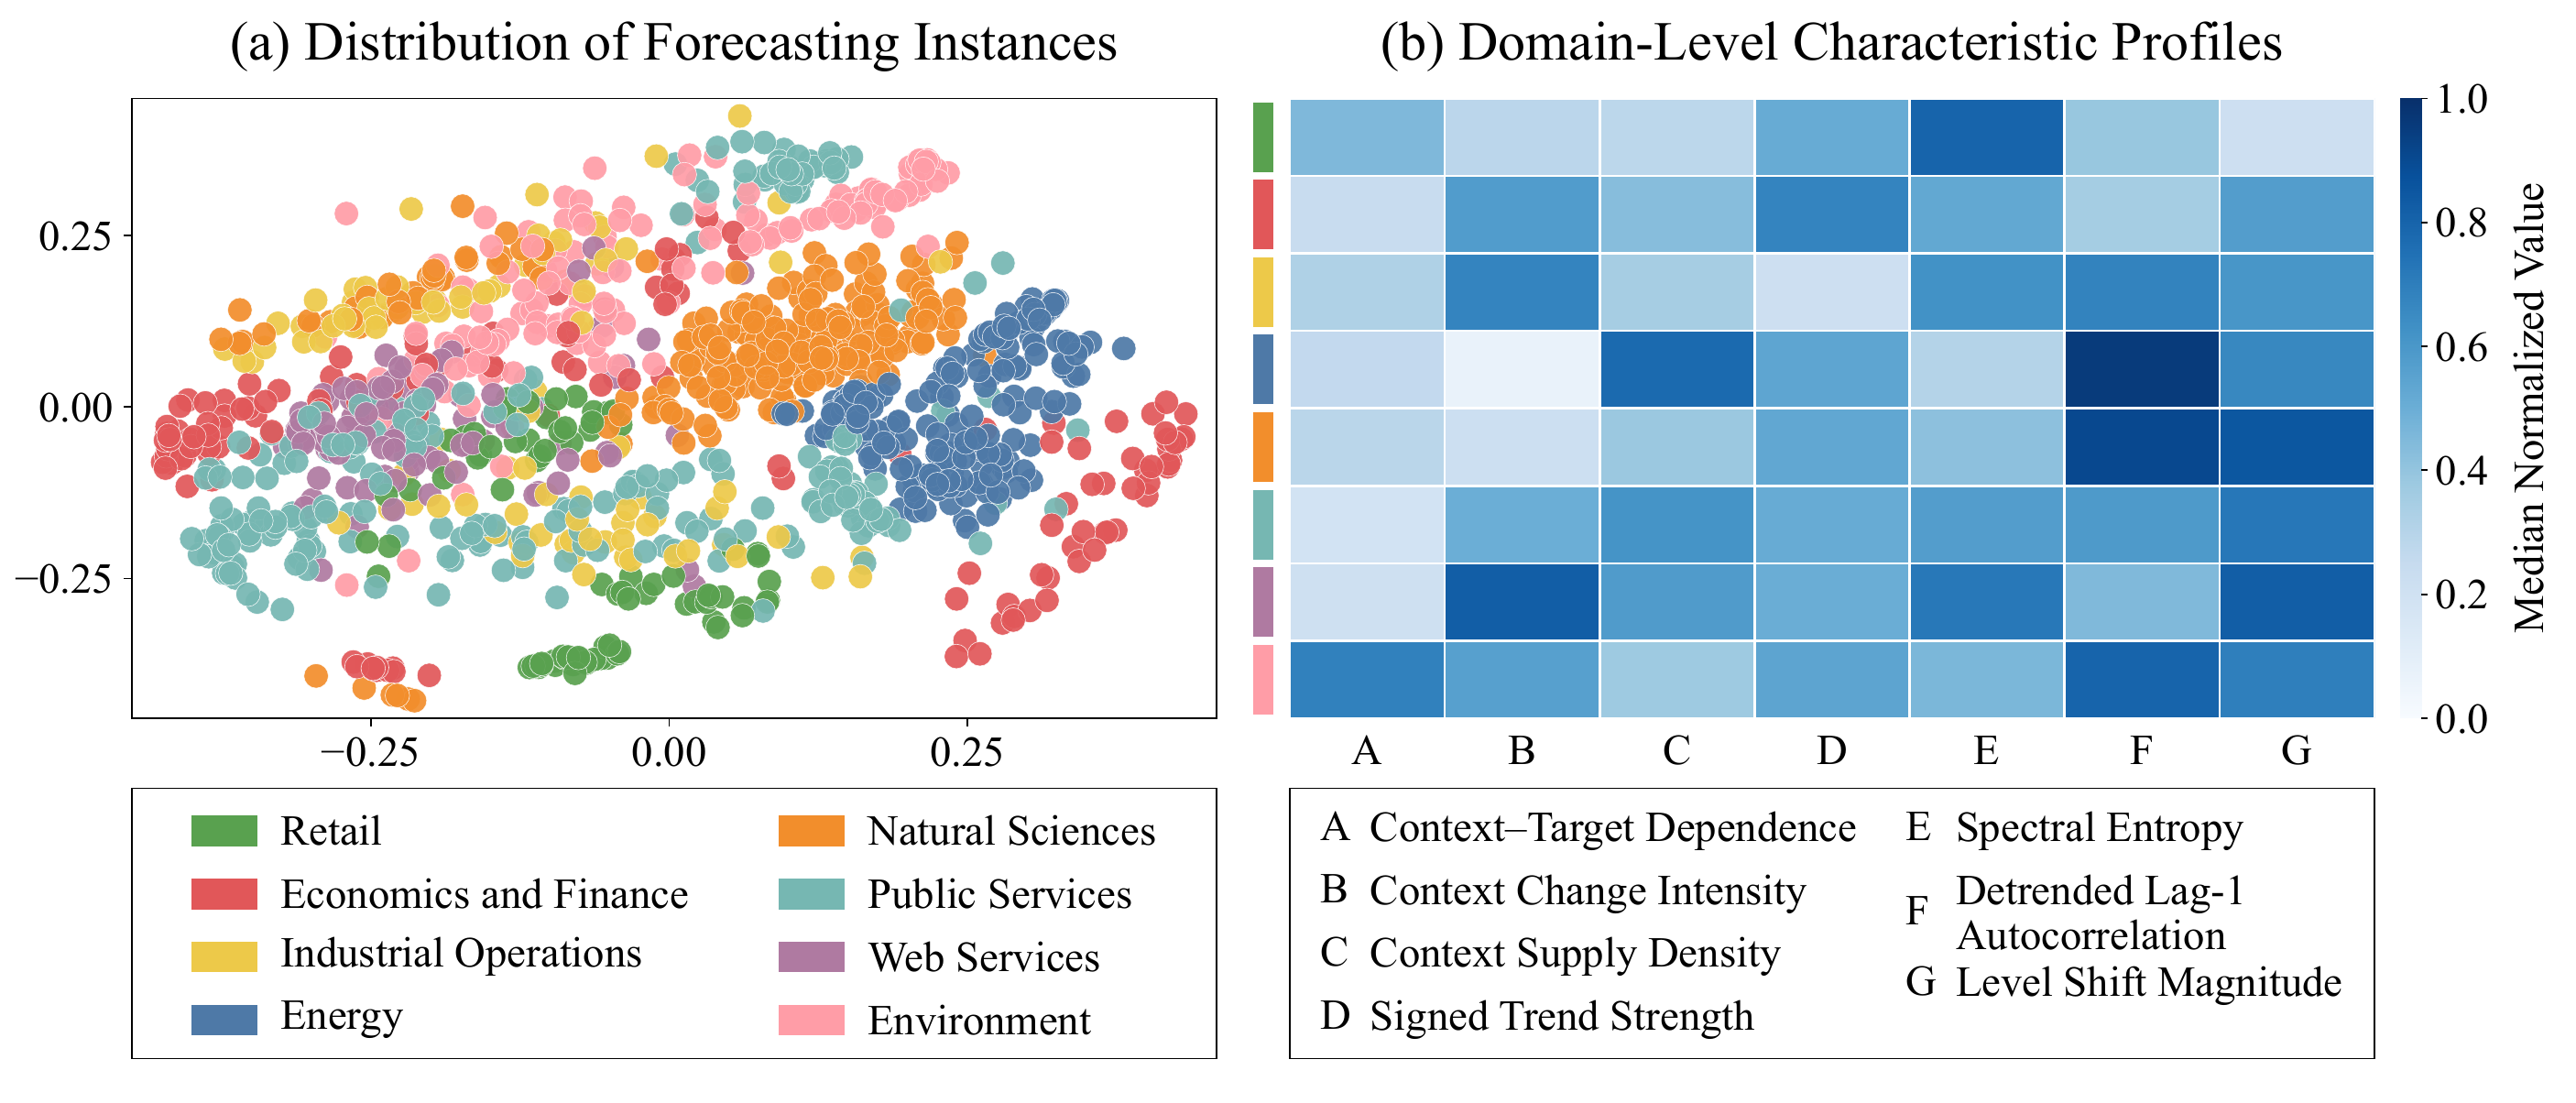 (a) Distribution of Forecasting Instances
0.25
0.00
−0.25
−0.25
0.00
0.25
Retail
Economics and Finance
Industrial Operations
Energy
Natural Sciences
Public Services
Web Services
Environment
(b) Domain-Level Characteristic Profiles
A
B
C
D
E
F
G
1.0
0.8
0.6
0.4
0.2
0.0
Median Normalized Value
A Context–Target Dependence
B Context Change Intensity
C Context Supply Density
D Signed Trend Strength
E Spectral Entropy
F Detrended Lag-1
Autocorrelation
G Level Shift Magnitude